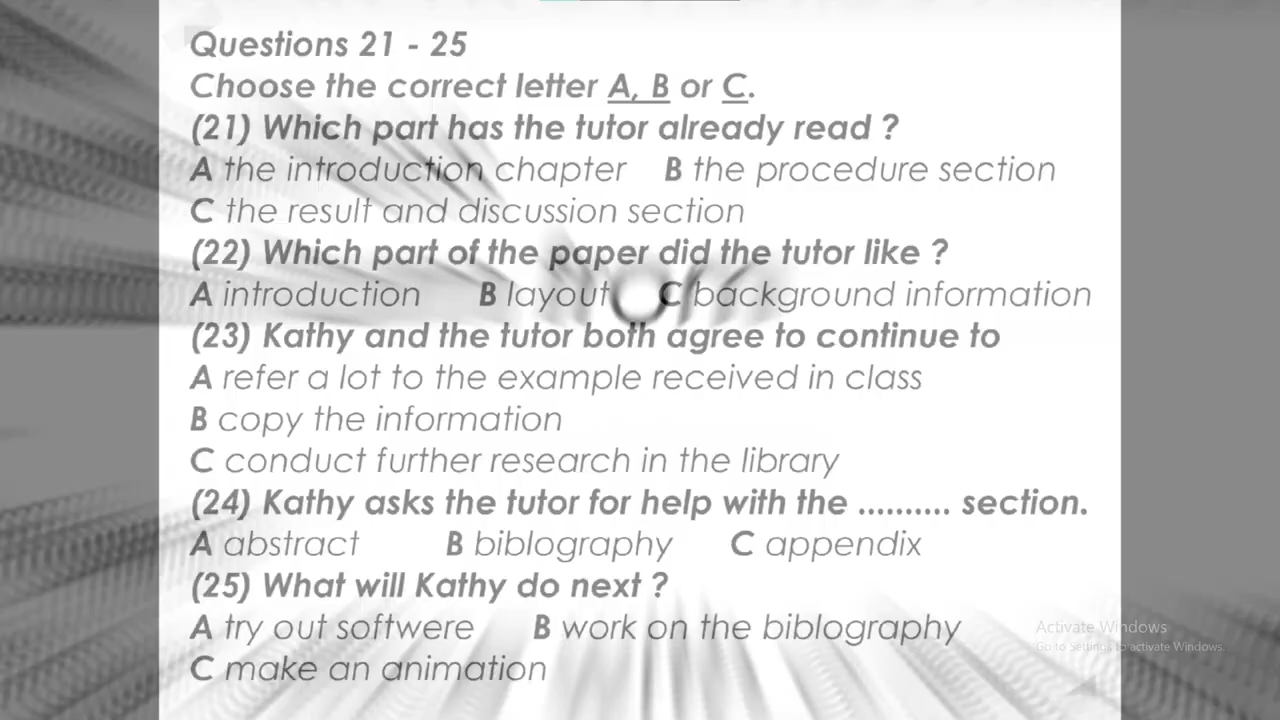 Questions 21 - 25
Choose the correct letter A, B or C.
(21) Which part has the tutor already read ?
A the introduction chapter B the procedure section
C the result and discussion section
(22) Which part of the paper did the tutor like ?
A introduction B layout C background information
(23) Kathy and the tutor both agree to continue to
A refer a lot to the example received in class
B copy the information
C conduct further research in the library
(24) Kathy asks the tutor for help with the .......... section.
A abstract B biblography C appendix
(25) What will Kathy do next ?
A try out softwere B work on the biblography
C make an animation
Activate Windows
Go to Settings to activate Windows.